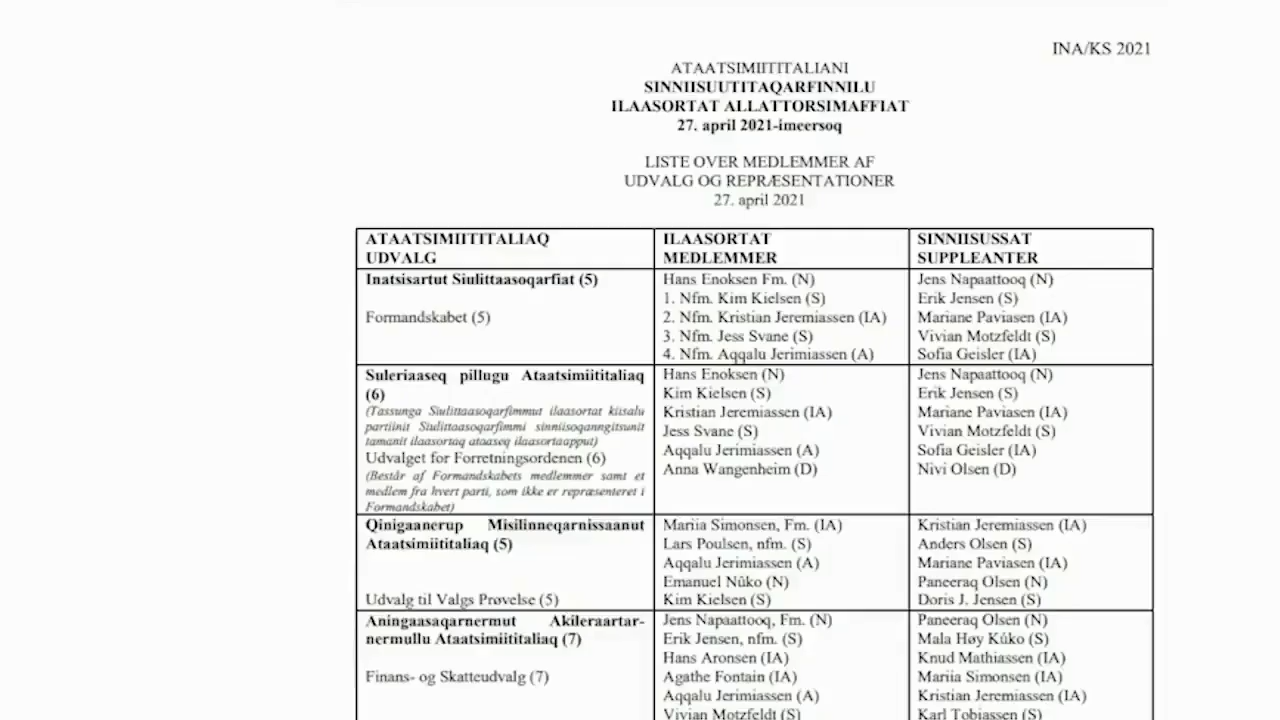 INA/KS 2021
ATAATSIMIITITALIANI
SINNIISUUTITAQARFINNILU
ILAASORTAT ALLATTORSIMAFFIAT
27. april 2021-imeersoq
LISTE OVER MEDLEMMER AF
UDVALG OG REPRÆSENTATIONER
27. april 2021
ATAATSIMIITITALIAQ
UDVALG
ILAASORTAT
MEDLEMMER
SINNIISUSSAT
SUPPLEANTER
Inatsisartut Siulittaasoqarfiat (5)
Formandskabet (5)
Hans Enoksen Fm. (N)
1. Nfm. Kim Kielsen (S)
2. Nfm. Kristian Jeremiassen (IA)
3. Nfm. Jess Svane (S)
4. Nfm. Aqqalu Jerimiassen (A)
Jens Napaattooq (N)
Erik Jensen (S)
Mariane Paviasen (IA)
Vivian Motzfeldt (S)
Sofia Geisler (IA)
Suleriaaseq pillugu Ataatsimiititaliaq
(6)
(Tassunga Siulittaasoqarfimmut ilaasortat kiisalu
partiinit Siulittaasoqarfimmi sinniisoqanngitsunit
tamanit ilaasortaq ataaseq ilaasortaapput)
Udvalget for Forretningsordenen (6)
(Består af Formandskabets medlemmer samt et
medlem fra hvert parti, som ikke er repræsenteret i
Formandskabet)
Hans Enoksen (N)
Kim Kielsen (S)
Kristian Jeremiassen (IA)
Jess Svane (S)
Aqqalu Jerimiassen (A)
Anna Wangenheim (D)
Jens Napaattooq (N)
Erik Jensen (S)
Mariane Paviasen (IA)
Vivian Motzfeldt (S)
Sofia Geisler (IA)
Nivi Olsen (D)
Qinigaanerup Misilinneqarnissaanut
Ataatsimiititaliaq (5)
Udvalg til Valgs Prøvelse (5)
Mariia Simonsen, Fm. (IA)
Lars Poulsen, nfm. (S)
Aqqalu Jerimiassen (A)
Emanuel Nûko (N)
Kim Kielsen (S)
Kristian Jeremiassen (IA)
Anders Olsen (S)
Mariane Paviasen (IA)
Paneeraq Olsen (N)
Doris J. Jensen (S)
Aningaasaqarnermut Akileraartar-
nermullu Ataatsimiititaliaq (7)
Finans- og Skatteudvalg (7)
Jens Napaattooq, Fm. (N)
Erik Jensen, nfm. (S)
Hans Aronsen (IA)
Agathe Fontain (IA)
Aqqalu Jerimiassen (A)
Vivian Motzfeldt (S)
Paneeraq Olsen (N)
Mala Høy Kûko (S)
Knud Mathiassen (IA)
Mariia Simonsen (IA)
Kristian Jeremiassen (IA)
Karl Tobiassen (S)